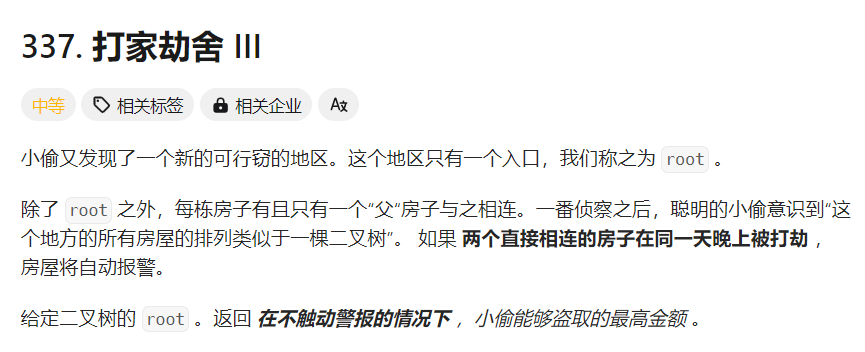 337. 打家劫舍 III
中等 相关标签 相关企业 A文
小偷又发现了一个新的可行窃的地区。这个地区只有一个入口，我们称之为 root 。
除了 root 之外，每栋房子有且只有一个“父“房子与之相连。一番侦察之后，聪明的小偷意识到“这
个地方的所有房屋的排列类似于一棵二叉树”。 如果 两个直接相连的房子在同一天晚上被打劫 ，
房屋将自动报警。
给定二叉树的 root 。返回 在不触动警报的情况下 ，小偷能够盗取的最高金额 。